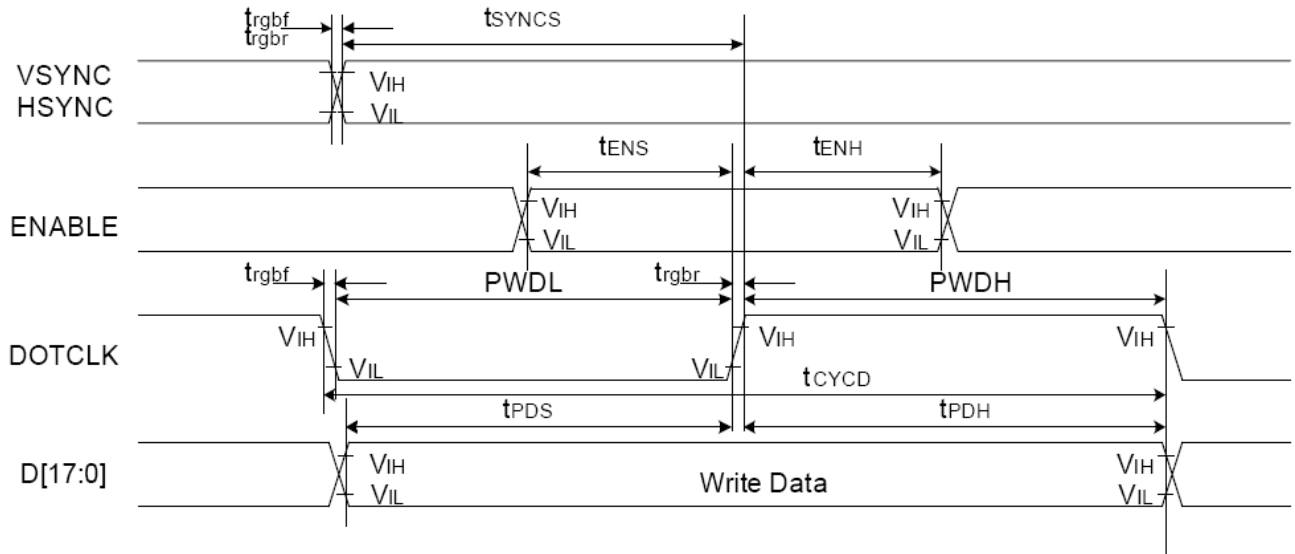 trgbf
trgbr
tSYNCS
VSYNC
HSYNC
VIH
VIL
tENS
tENH
ENABLE
VIH
VIL
VIH
VIL
trgbf
PWDL
trgbr
PWDH
DOTCLK
VIH
VIL
VIL
VIH
VIH
tCYCD
tPDS
tPDH
D[17:0]
VIH
VIL
Write Data
VIH
VIL